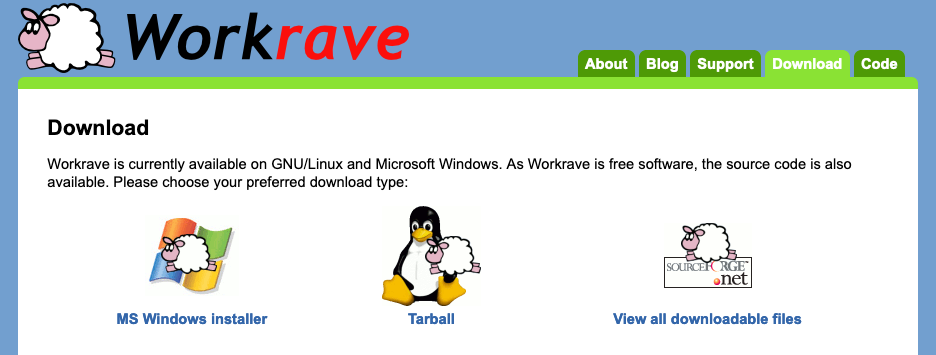 Workrave
About Blog Support Download Code
Download
Workrave is currently available on GNU/Linux and Microsoft Windows. As Workrave is free software, the source code is also
available. Please choose your preferred download type:
SOURCEFORGE™
.net
MS Windows installer Tarball View all downloadable files